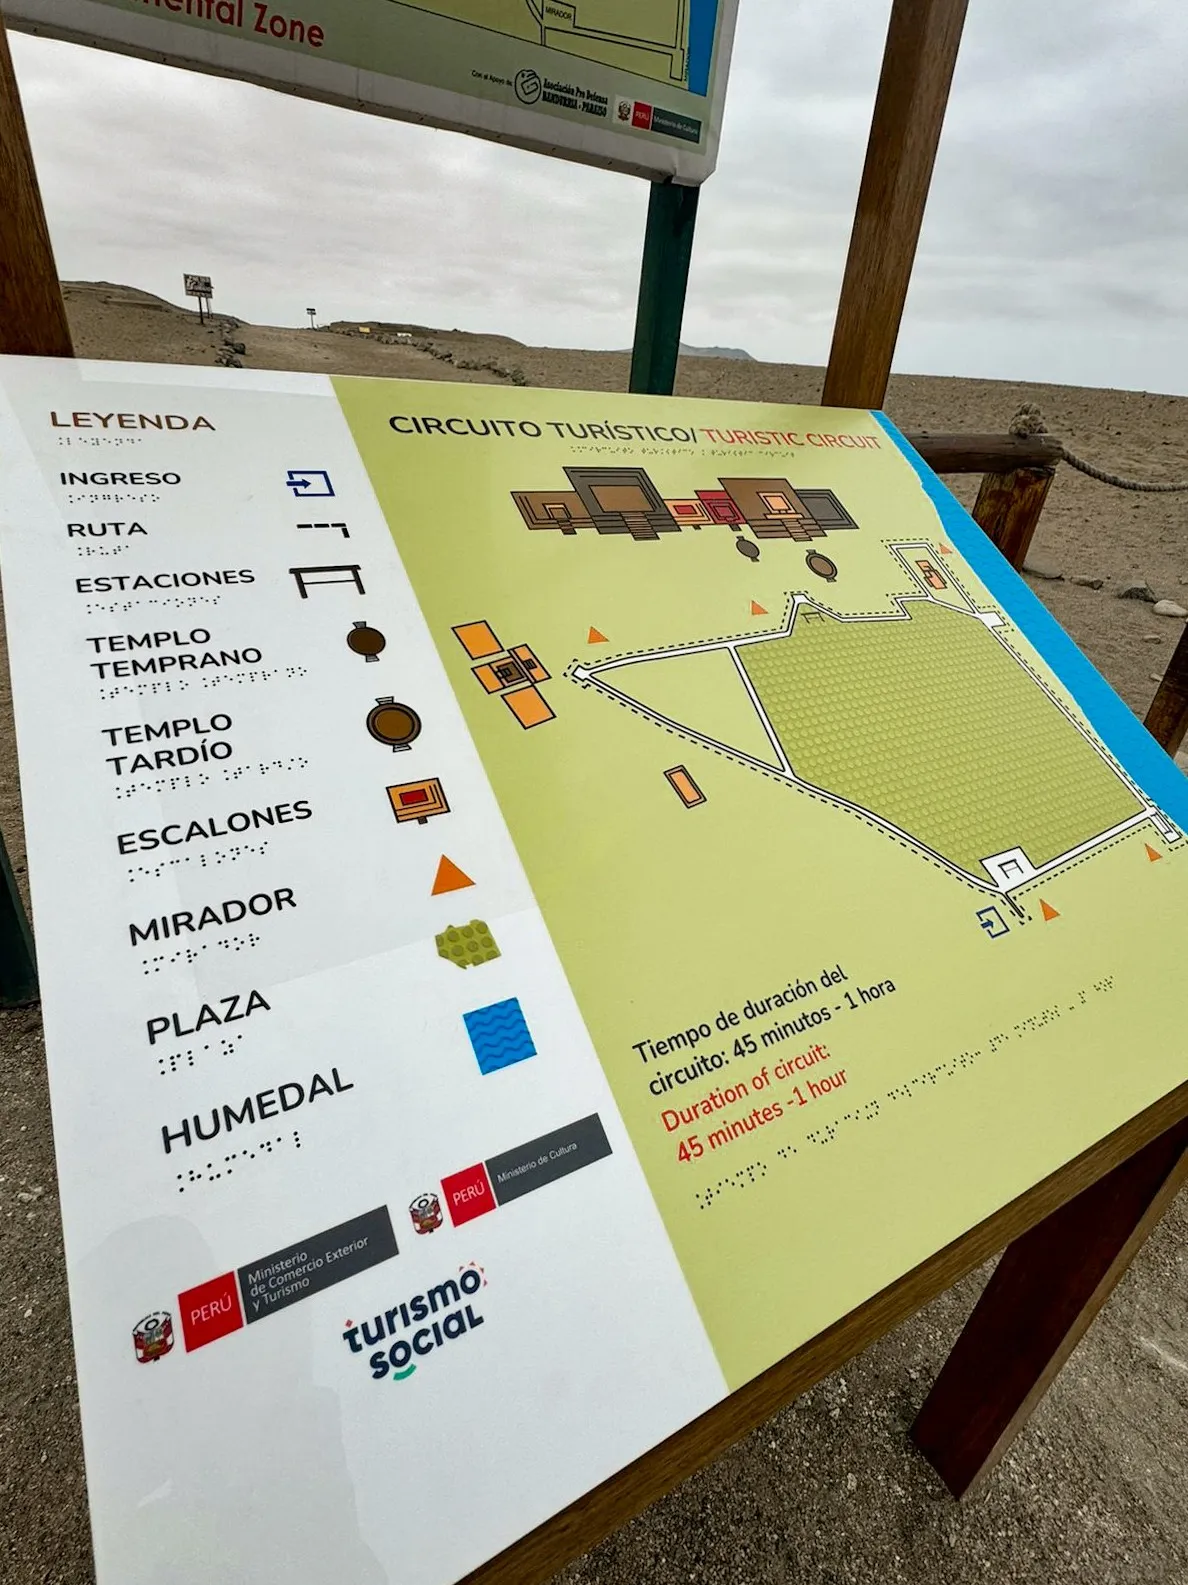 mental Zone
MIRADOR
Con el Apoyo de
Asociación Pro Defensa
BANDURRIA - PARAISO
PERÚ
Ministerio de Cultura
LEYENDA
INGRESO
RUTA
ESTACIONES
TEMPLO
TEMPRANO
TEMPLO
TARDÍO
ESCALONES
MIRADOR
PLAZA
HUMEDAL
PERÚ
Ministerio
de Comercio Exterior
y Turismo
PERÚ
Ministerio de Cultura
turismo
social
CIRCUITO TURÍSTICO/ TURISTIC CIRCUIT
Tiempo de duración del
circuito: 45 minutos - 1 hora
Duration of circuit:
45 minutes -1 hour